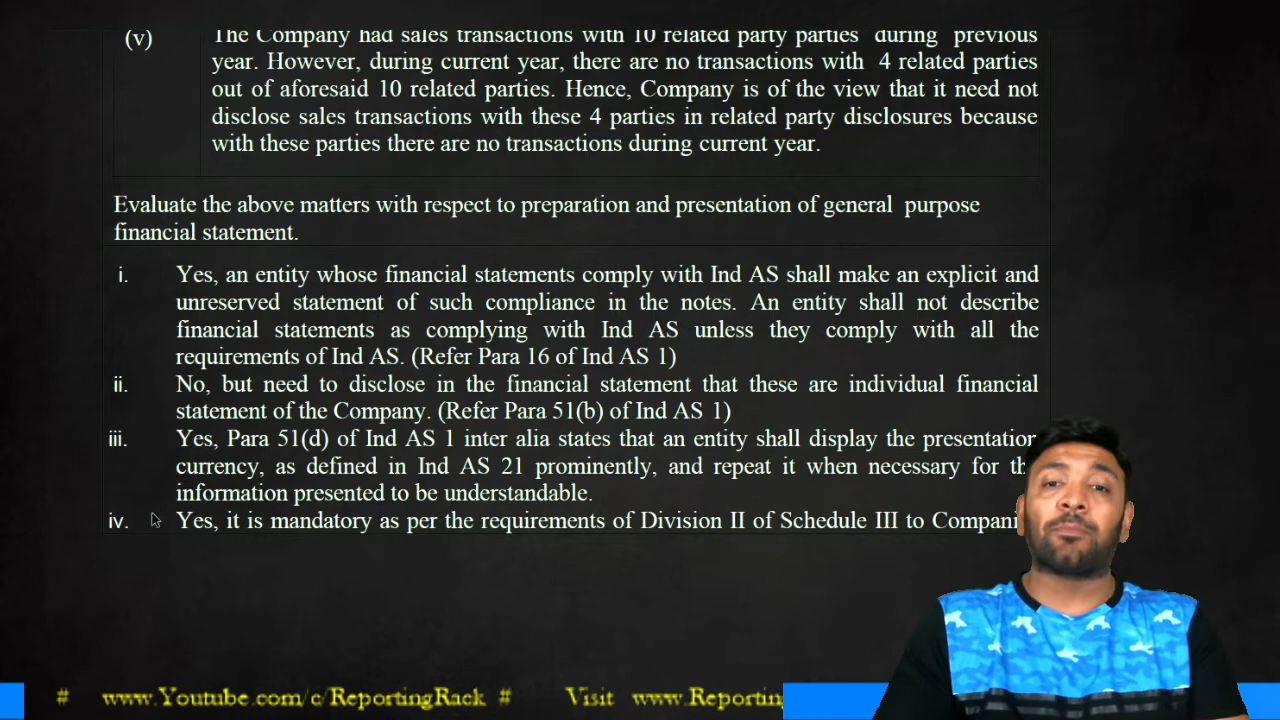 (v) The Company had sales transactions with 10 related party parties during previous
year. However, during current year, there are no transactions with 4 related parties
out of aforesaid 10 related parties. Hence, Company is of the view that it need not
disclose sales transactions with these 4 parties in related party disclosures because
with these parties there are no transactions during current year.
Evaluate the above matters with respect to preparation and presentation of general purpose
financial statement.
i. Yes, an entity whose financial statements comply with Ind AS shall make an explicit and
unreserved statement of such compliance in the notes. An entity shall not describe
financial statements as complying with Ind AS unless they comply with all the
requirements of Ind AS. (Refer Para 16 of Ind AS 1)
ii. No, but need to disclose in the financial statement that these are individual financial
statement of the Company. (Refer Para 51(b) of Ind AS 1)
iii. Yes, Para 51(d) of Ind AS 1 inter alia states that an entity shall display the presentation
currency, as defined in Ind AS 21 prominently, and repeat it when necessary for
information presented to be understandable.
iv. Yes, it is mandatory as per the requirements of Division II of Schedule III to
# www.Youtube.com/c/ReportingRack # Visit www.Reporting